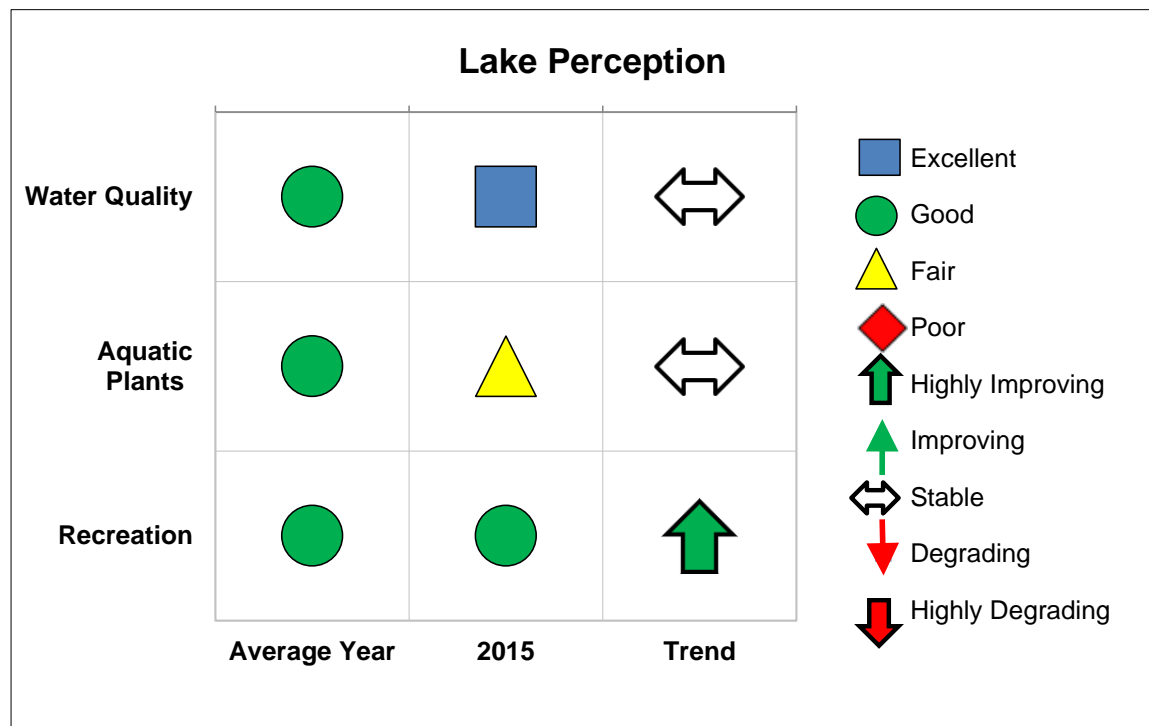 Lake Perception
Water Quality
Aquatic
Plants
Recreation
Average Year
2015
Trend
Excellent
Good
Fair
Poor
Highly Improving
Improving
Stable
Degrading
Highly Degrading